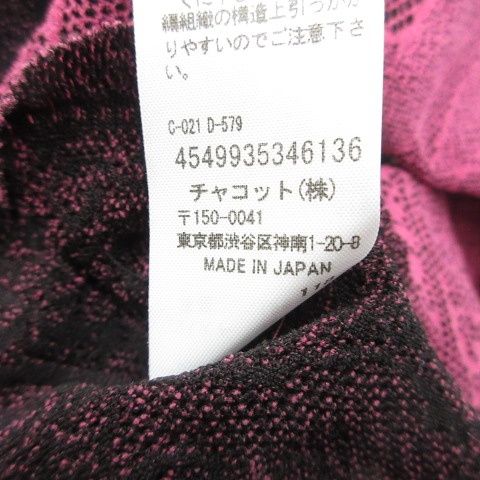 編組織の構造上引っかか
りやすいのでご注意下さ
い。
C-021 D-579
4549935346136
チャコット(株)
〒150-0041
東京都渋谷区神南1-20-8
MADE IN JAPAN